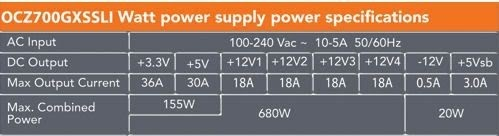 OCZ700GXSSLI Watt power supply power specifications
AC Input 100-240 Vac ~ 10-5A 50/60Hz
DC Output +3.3V +5V +12V1 +12V2 +12V3 +12V4 -12V +5Vsb
Max Output Current 36A 30A 18A 18A 18A 18A 0.5A 3.0A
Max. Combined Power 155W 680W 20W